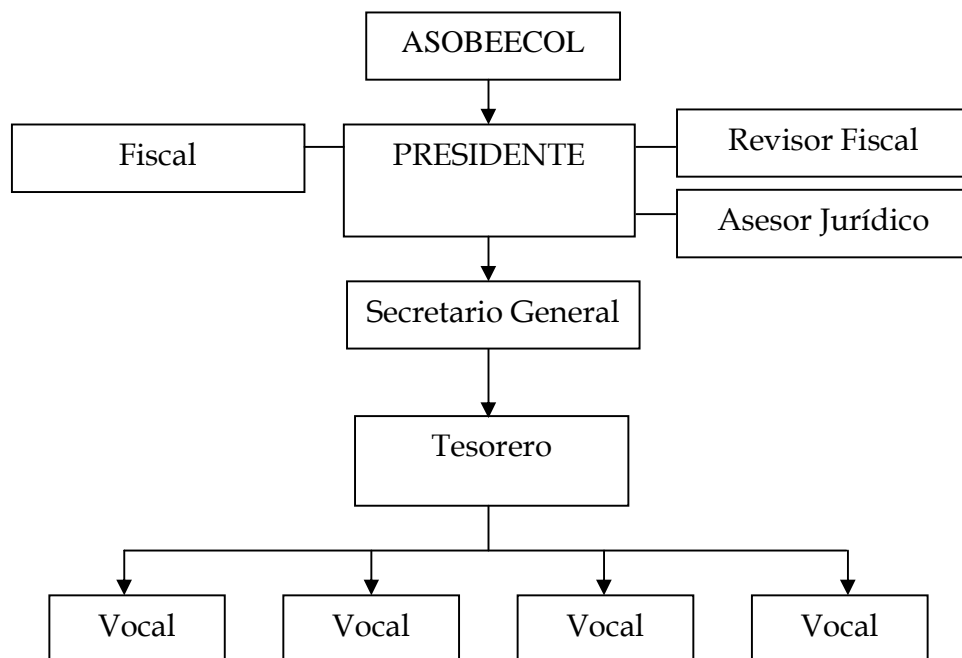 ASOBEECOL
Fiscal
PRESIDENTE
Revisor Fiscal
Asesor Jurídico
Secretario General
Tesorero
Vocal
Vocal
Vocal
Vocal